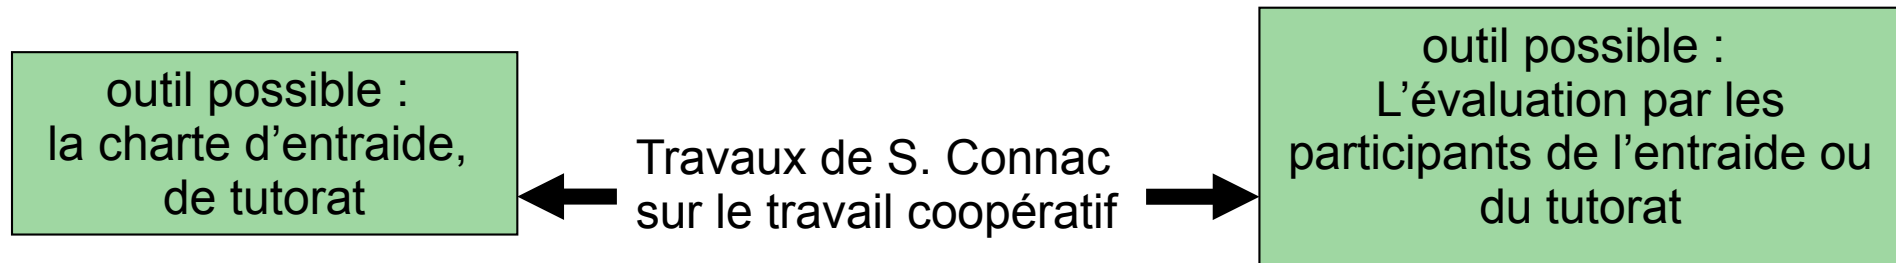 outil possible :
la charte d’entraide,
de tutorat
Travaux de S. Connac
sur le travail coopératif
outil possible :
L’évaluation par les
participants de l’entraide ou
du tutorat